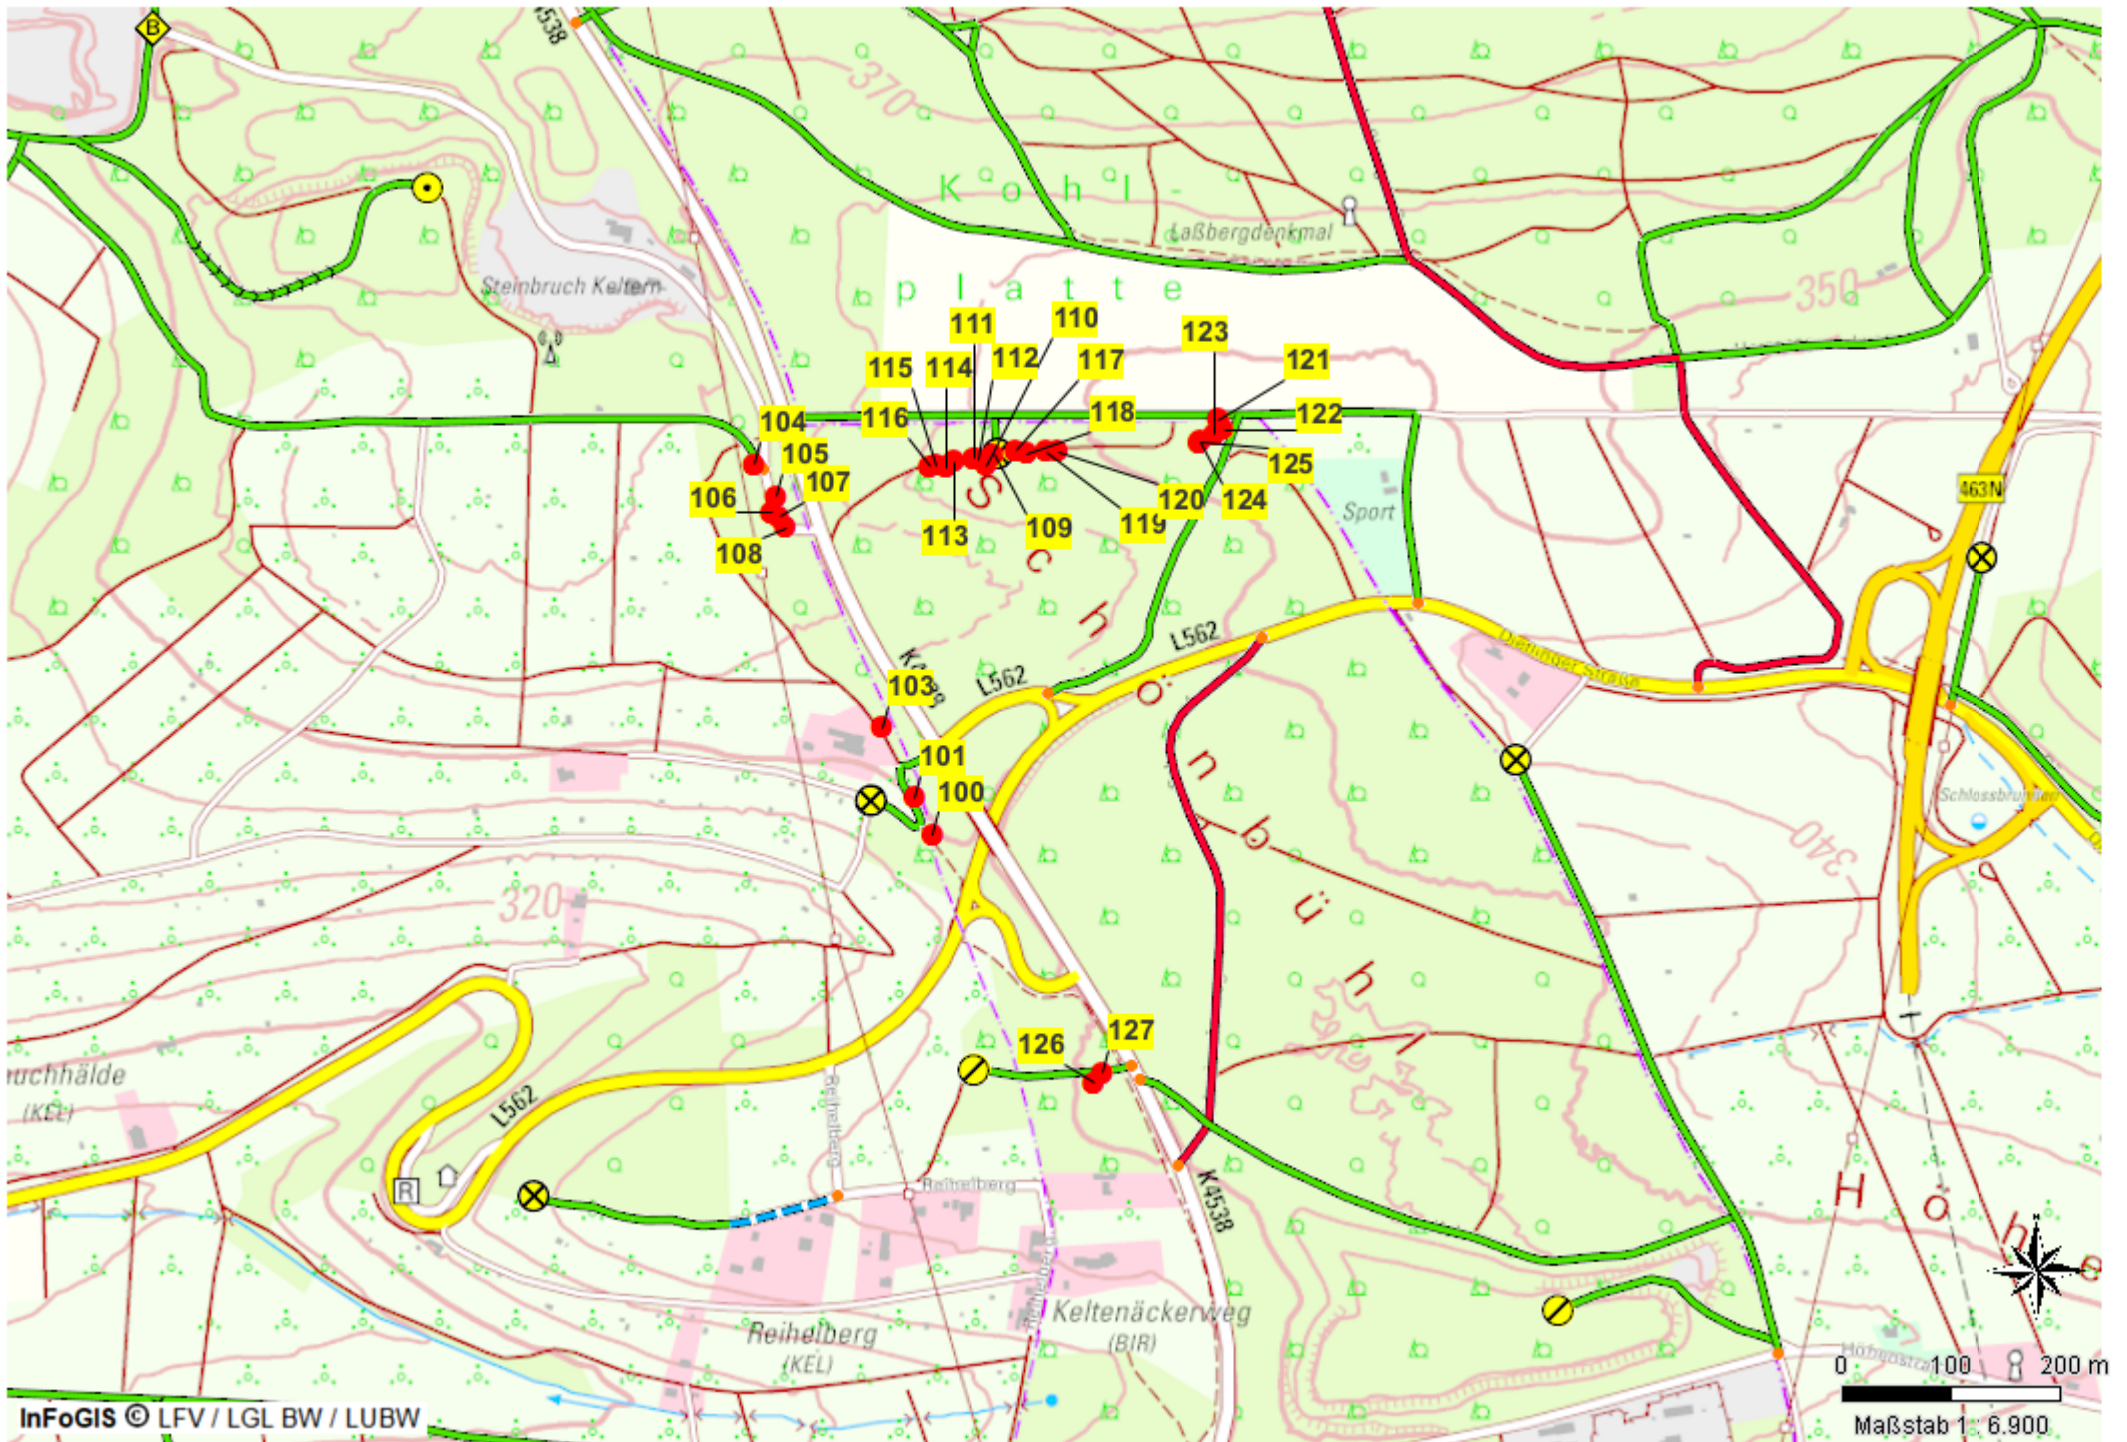 B
370
K o h l -
Laßbergdenkmal
p l a t t e
350
Steinbruch Keltern
110
111
123
112
117
121
115
114
116
118
122
104
105
125
106
107
120
124
113
109
119
108
Sport
463N
S c h ö n b ü h l
L562
L562
Dietlinger Straße
103
101
100
Schlossbrunnen
340
320
127
126
(KEL)
L562
Reihelberg
R
Reihelberg
K4538
H ö h e
Reihelberg
Keltenäckerweg
(BIR)
Reihelberg
(KEL)
0 100 200 m
InFoGIS © LFV / LGL BW / LUBW
Maßstab 1 : 6.900